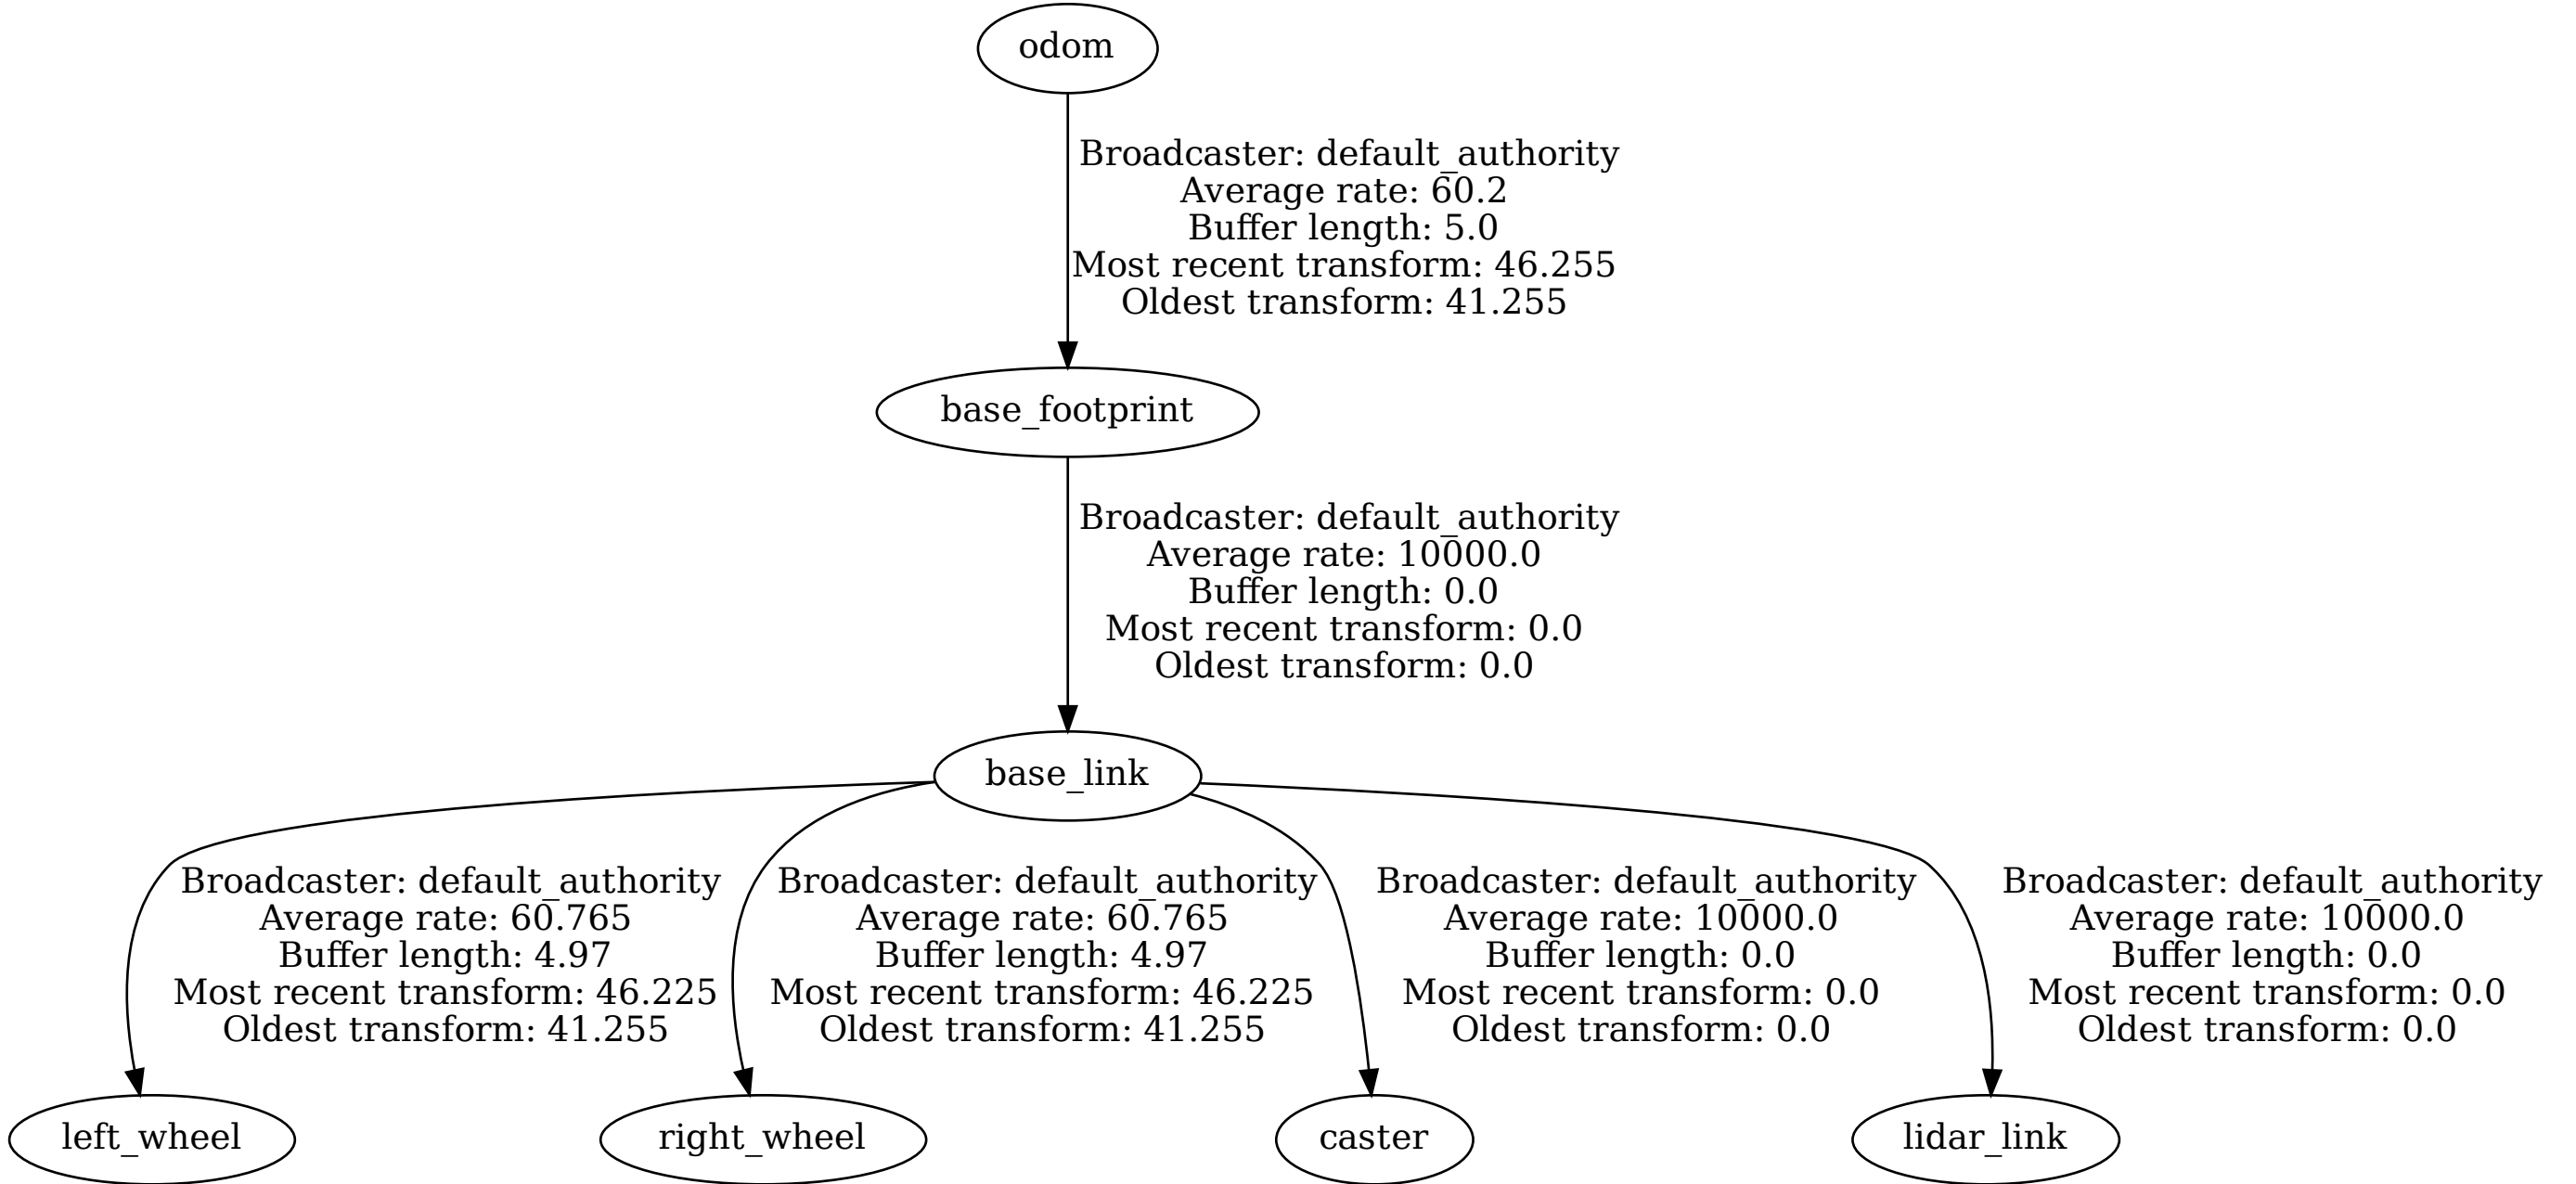 odom
Broadcaster: default_authority
Average rate: 60.2
Buffer length: 5.0
Most recent transform: 46.255
Oldest transform: 41.255
base_footprint
Broadcaster: default_authority
Average rate: 10000.0
Buffer length: 0.0
Most recent transform: 0.0
Oldest transform: 0.0
base_link
Broadcaster: default_authority
Average rate: 60.765
Buffer length: 4.97
Most recent transform: 46.225
Oldest transform: 41.255
Broadcaster: default_authority
Average rate: 60.765
Buffer length: 4.97
Most recent transform: 46.225
Oldest transform: 41.255
Broadcaster: default_authority
Average rate: 10000.0
Buffer length: 0.0
Most recent transform: 0.0
Oldest transform: 0.0
Broadcaster: default_authority
Average rate: 10000.0
Buffer length: 0.0
Most recent transform: 0.0
Oldest transform: 0.0
left_wheel
right_wheel
caster
lidar_link